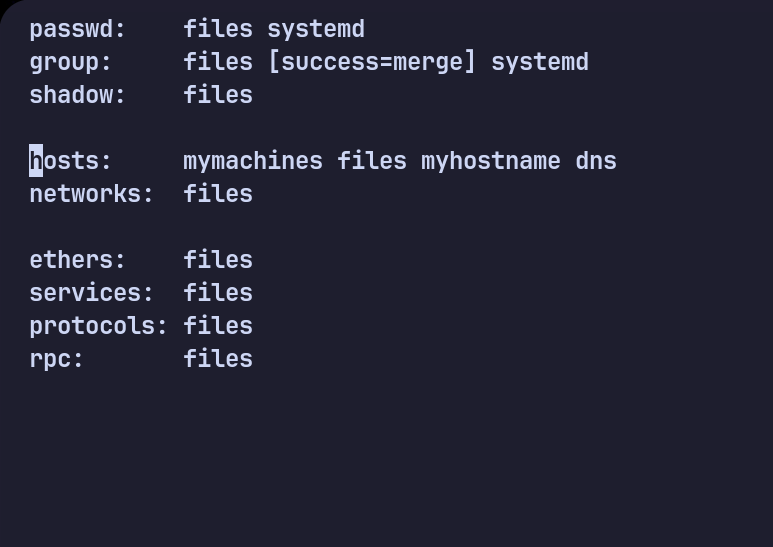 passwd:    files systemd
group:     files [success=merge] systemd
shadow:    files
hosts:     mymachines files myhostname dns
networks:  files
ethers:    files
services:  files
protocols: files
rpc:       files